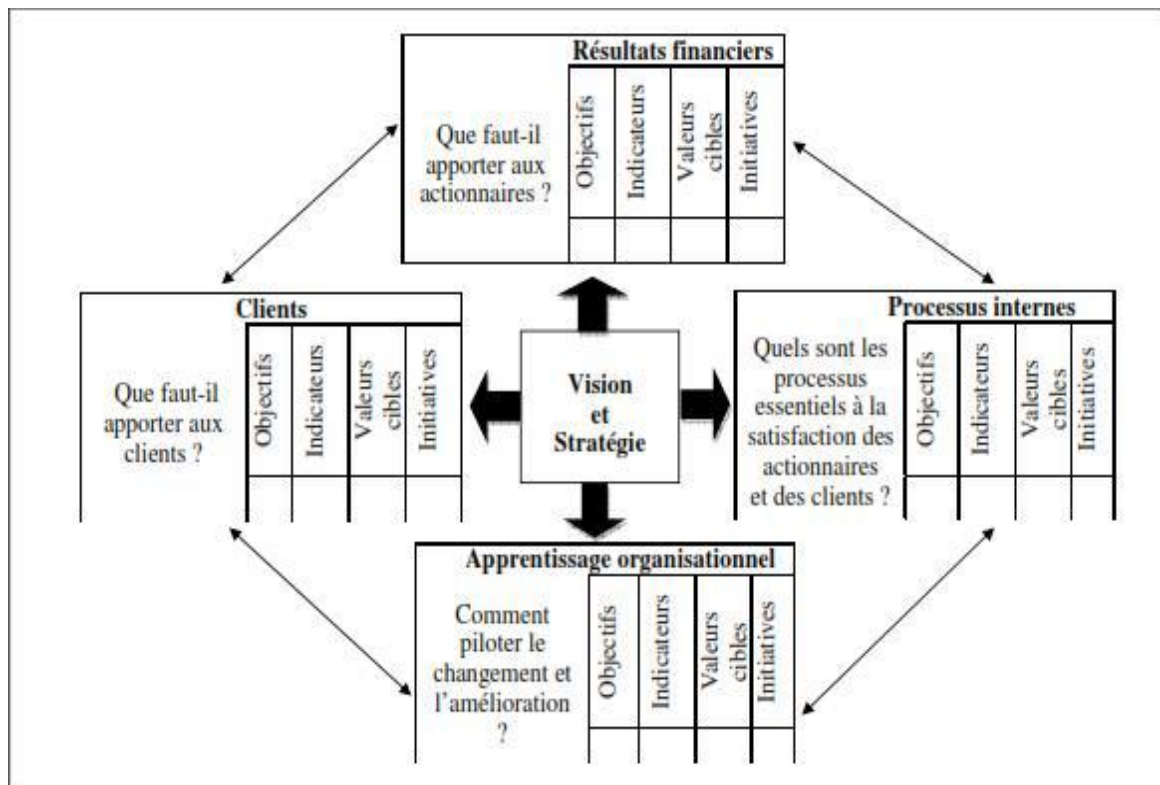 Résultats financiers
Que faut-il
apporter aux
actionnaires ?
Objectifs
Indicateurs
Valeurs
cibles
Initiatives
Clients
Que faut-il
apporter aux
clients ?
Objectifs
Indicateurs
Valeurs
cibles
Initiatives
Vision
et
Stratégie
Processus internes
Quels sont les
processus
essentiels à la
satisfaction des
actionnaires
et des clients ?
Objectifs
Indicateurs
Valeurs
cibles
Initiatives
Apprentissage organisationnel
Comment
piloter le
changement et
l'amélioration
?
Objectifs
Indicateurs
Valeurs
cibles
Initiatives